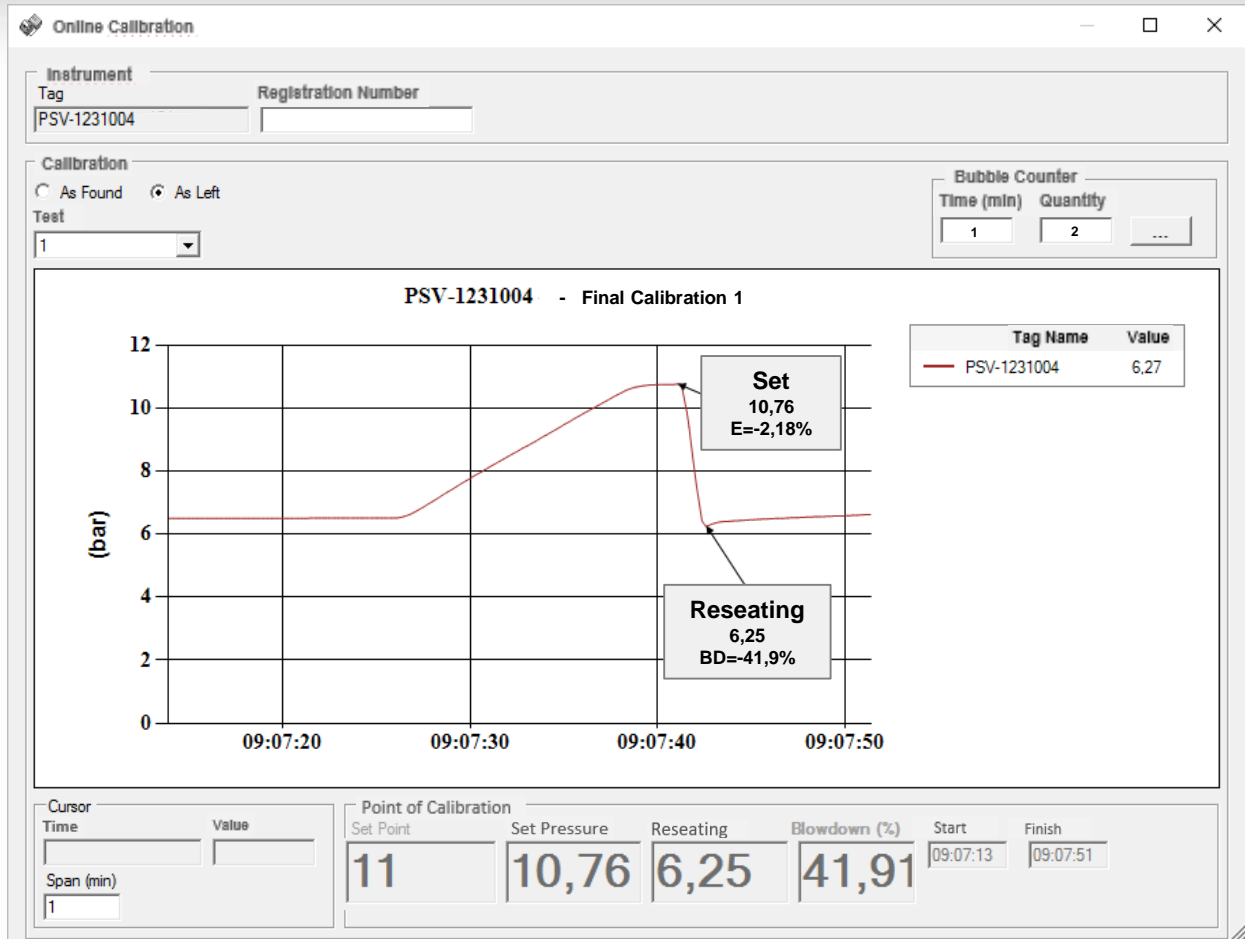 Online Calibration
Instrument
Tag
Registration Number
PSV-1231004
Calibration
As Found
As Left
Test
1
Bubble Counter
Time (min)
Quantity
1
2
...
PSV-1231004 - Final Calibration 1
Tag Name
Value
PSV-1231004
6,27
12
10
8
6
4
2
0
(bar)
Set
10,76
E=-2,18%
Reseating
6,25
BD=-41,9%
09:07:20
09:07:30
09:07:40
09:07:50
Cursor
Time
Value
Span (min)
1
Point of Calibration
Set Point
Set Pressure
Reseating
Blowdown (%)
Start
Finish
11
10,76
6,25
41,91
09:07:13
09:07:51